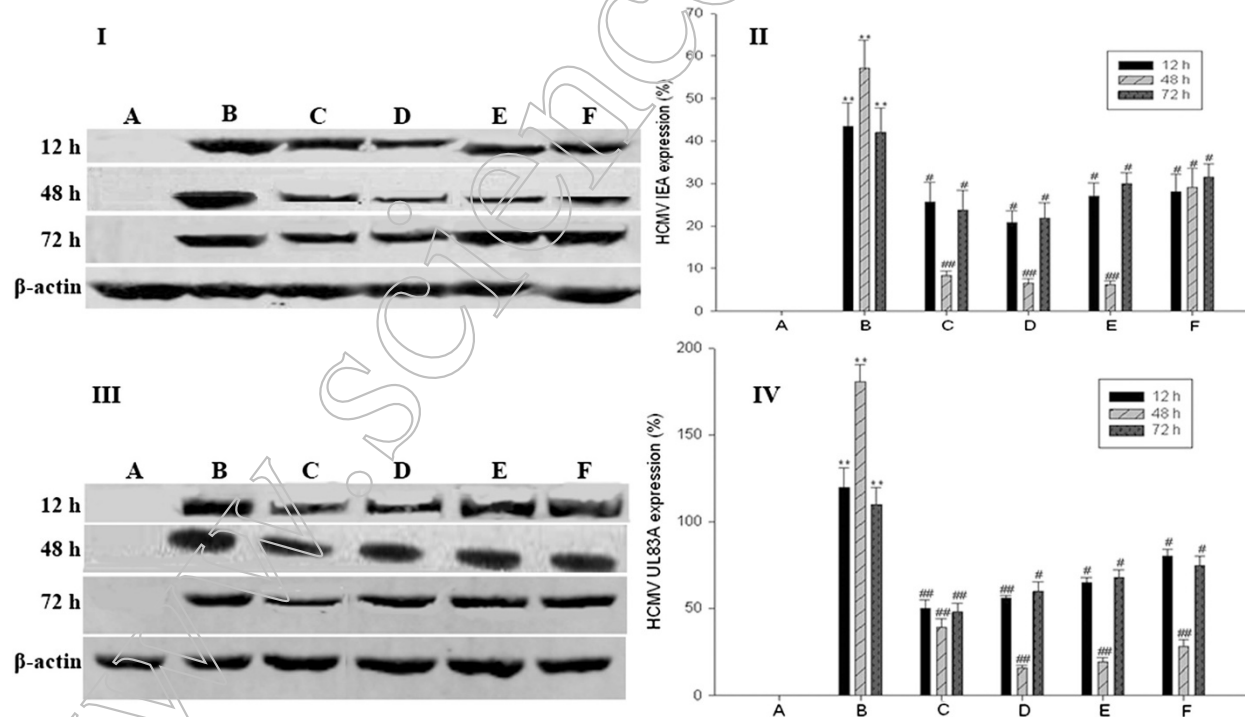 I
A B C D E F
12 h
48 h
72 h
β-actin
II
HCMV IEA expression (%)
70
60
50
40
30
20
10
0
12 h
48 h
72 h
** ** **
# ## #
# ## #
# ## #
# # #
A B C D E F
III
A B C D E F
12 h
48 h
72 h
β-actin
IV
HCMV UL83A expression (%)
200
150
100
50
0
12 h
48 h
72 h
** ** **
## ## ##
## ## #
# ## #
# ## #
A B C D E F
www.science